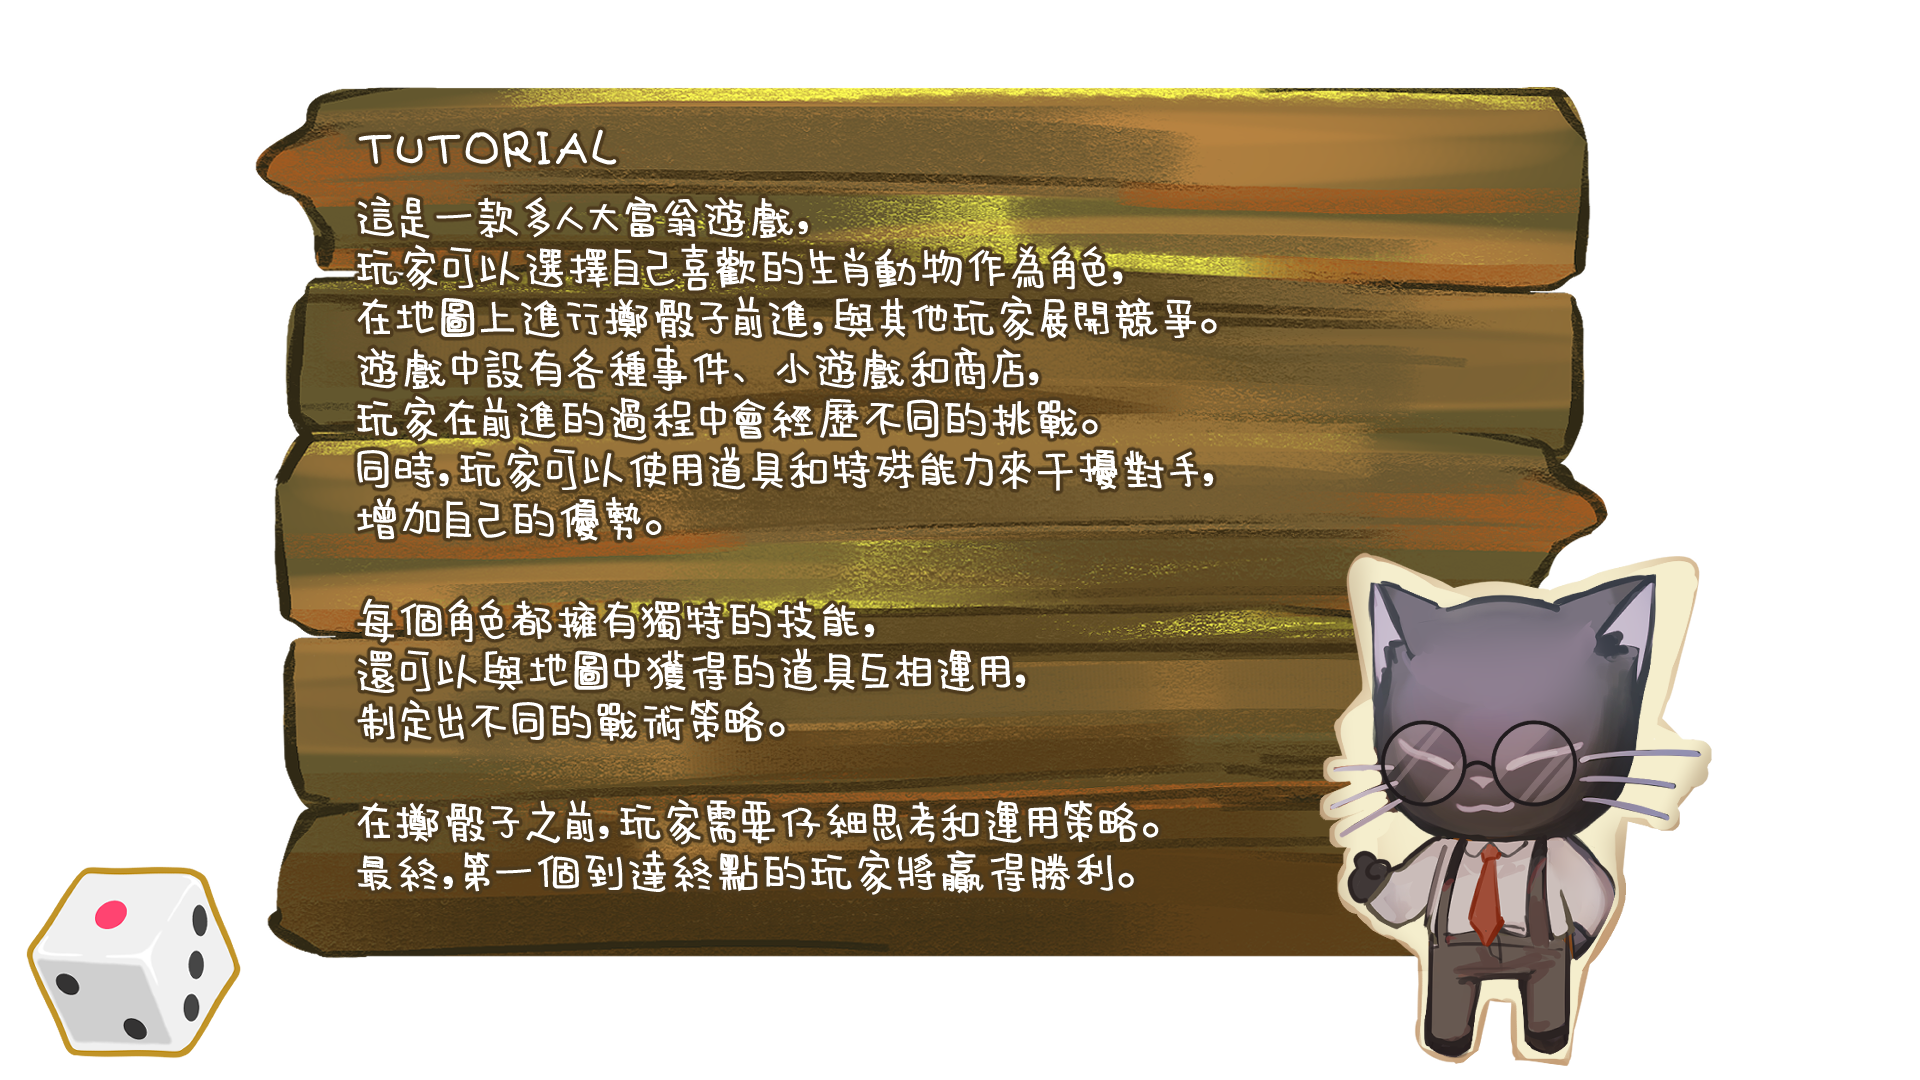 TUTORIAL
這是一款多人大富翁遊戲,
玩家可以選擇自己喜歡的生肖動物作為角色,
在地圖上進行擲骰子前進,與其他玩家展開競爭。
遊戲中設有各種事件、小遊戲和商店,
玩家在前進的過程中會經歷不同的挑戰。
同時,玩家可以使用道具和特殊能力來干擾對手,
增加自己的優勢。
每個角色都擁有獨特的技能,
還可以與地圖中獲得的道具互相運用,
制定出不同的戰術策略。
在擲骰子之前,玩家需要仔細思考和運用策略。
最終,第一個到達終點的玩家將贏得勝利。